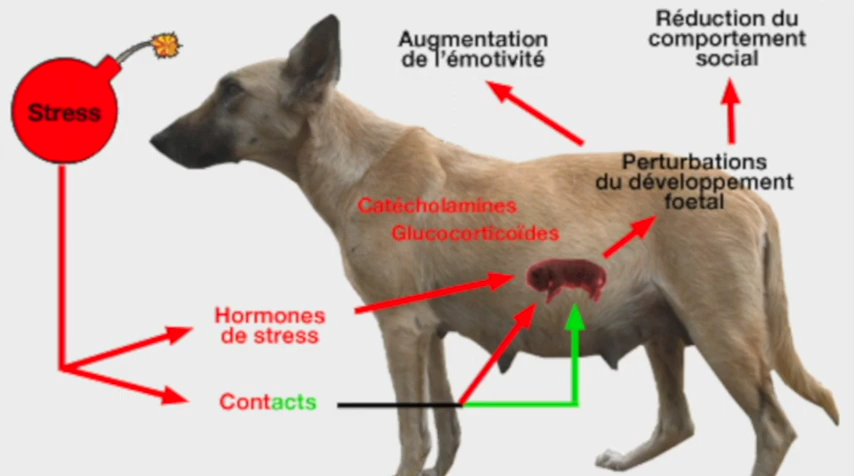 Réduction du
comportement
social
Augmentation
de l'émotivité
Stress
Perturbations
du développement
foetal
Catécholamines
Glucocorticoïdes
Hormones
de stress
Contacts